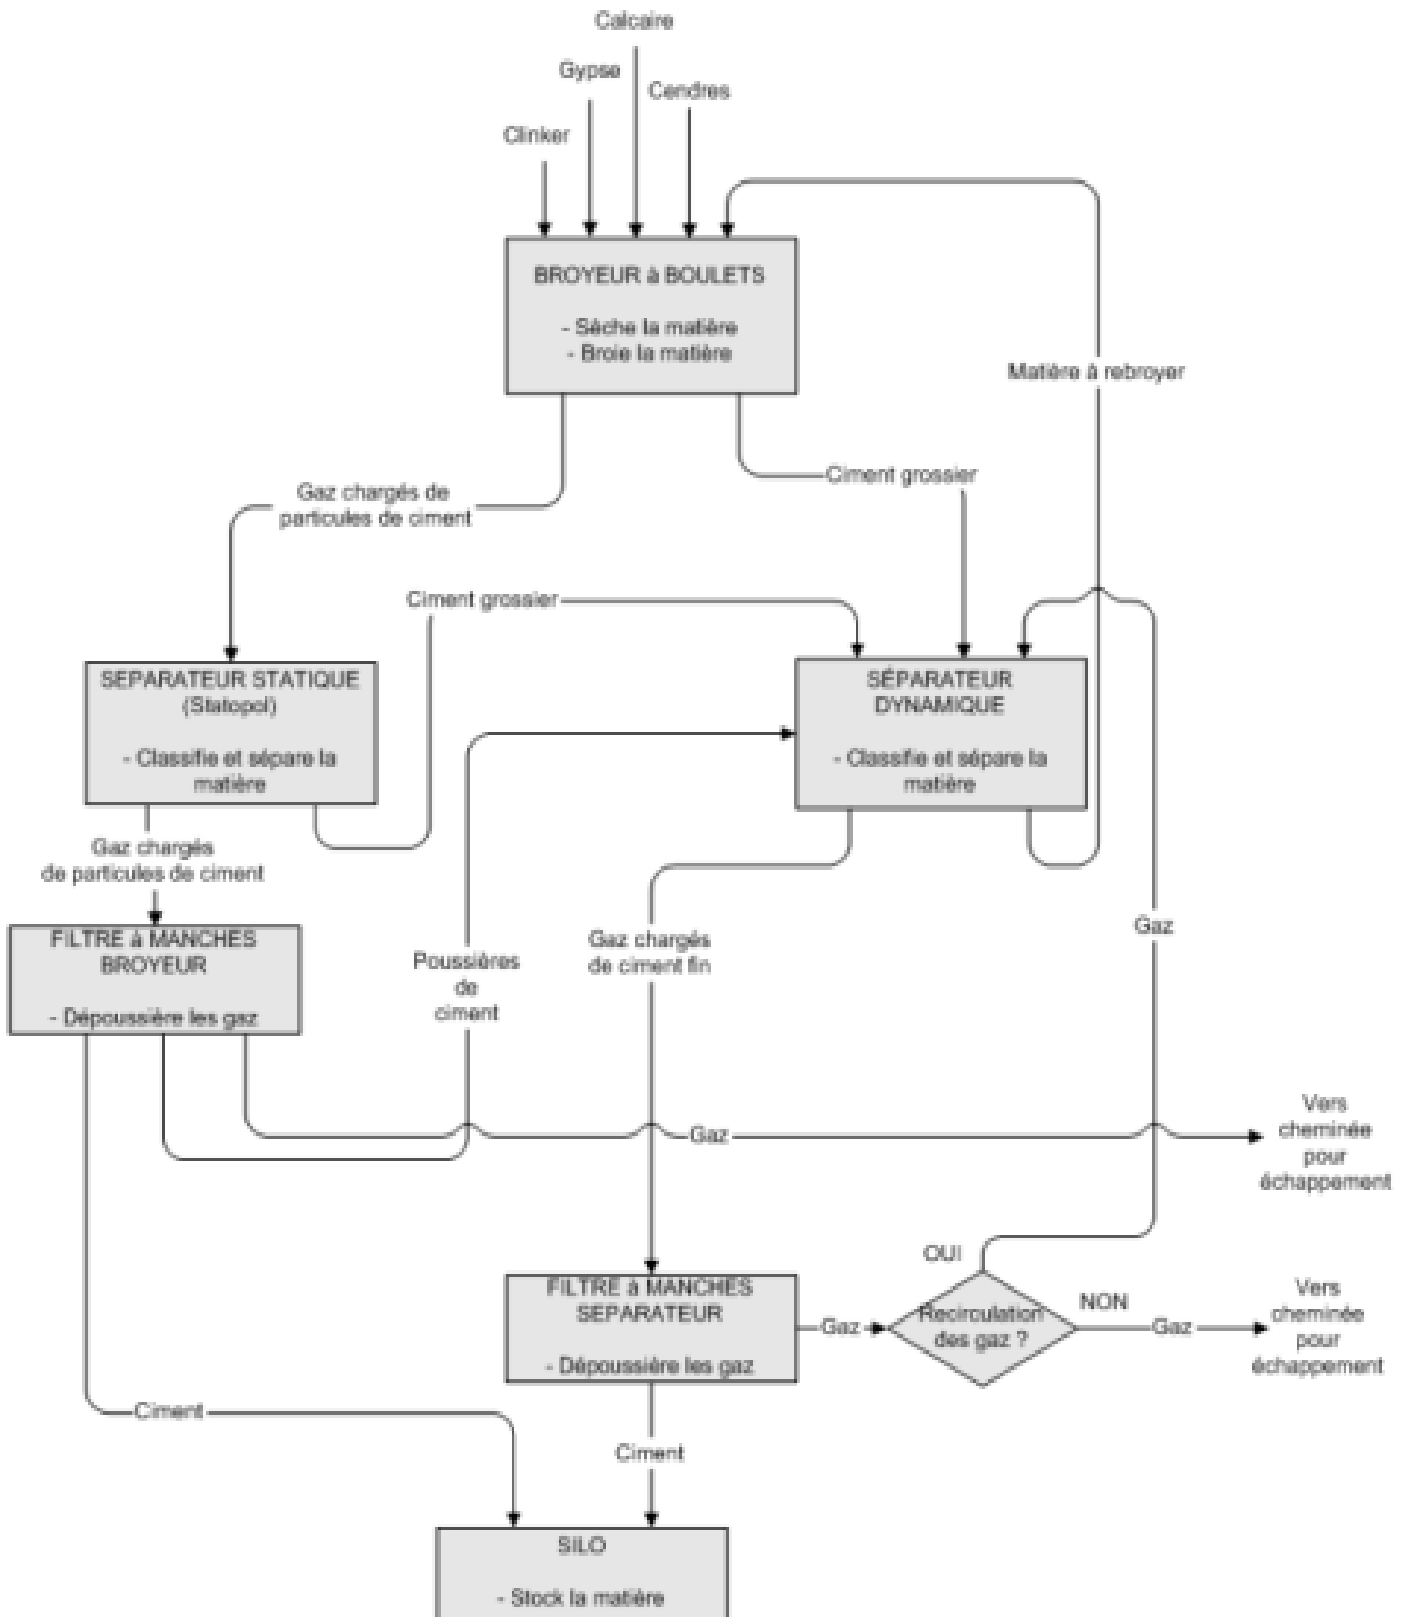 Calcaire
Gypse
Cendres
Clinker
BROYEUR à BOULETS
- Sèche la matière
- Broie la matière
Matière à rebroyer
Ciment grossier
Gaz chargés de
particules de ciment
Ciment grossier
SEPARATEUR STATIQUE
(Statopol)
- Classifie et sépare la
matière
SÉPARATEUR
DYNAMIQUE
- Classifie et sépare la
matière
Gaz chargés
de particules de ciment
FILTRE à MANCHES
BROYEUR
- Dépoussière les gaz
Poussières
de
ciment
Gaz chargés
de ciment fin
Gaz
Gaz
Vers
cheminée
pour
échappement
OUI
FILTRE à MANCHES
SEPARATEUR
- Dépoussière les gaz
Gaz
Recirculation
des gaz ?
NON
Gaz
Vers
cheminée
pour
échappement
Ciment
Ciment
SILO
- Stock la matière